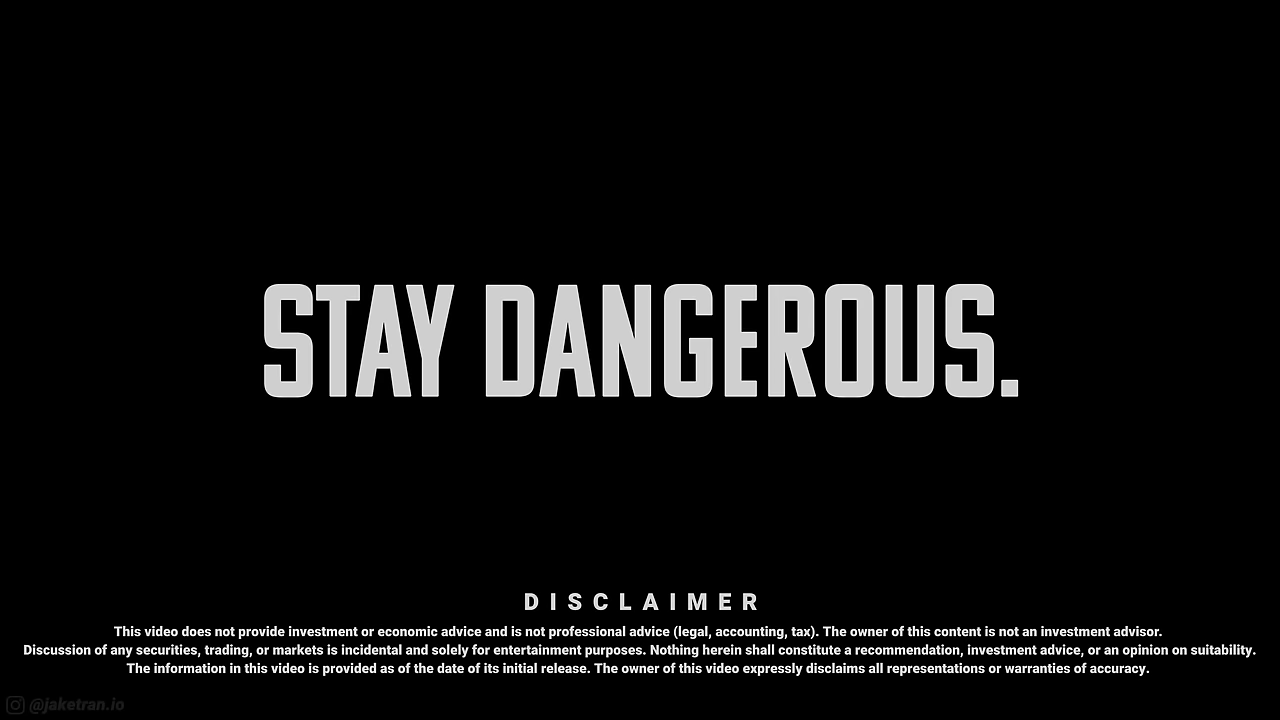 STAY DANGEROUS.
DISCLAIMER
This video does not provide investment or economic advice and is not professional advice (legal, accounting, tax). The owner of this content is not an investment advisor.
Discussion of any securities, trading, or markets is incidental and solely for entertainment purposes. Nothing herein shall constitute a recommendation, investment advice, or an opinion on suitability.
The information in this video is provided as of the date of its initial release. The owner of this video expressly disclaims all representations or warranties of accuracy.
@jaketran.io